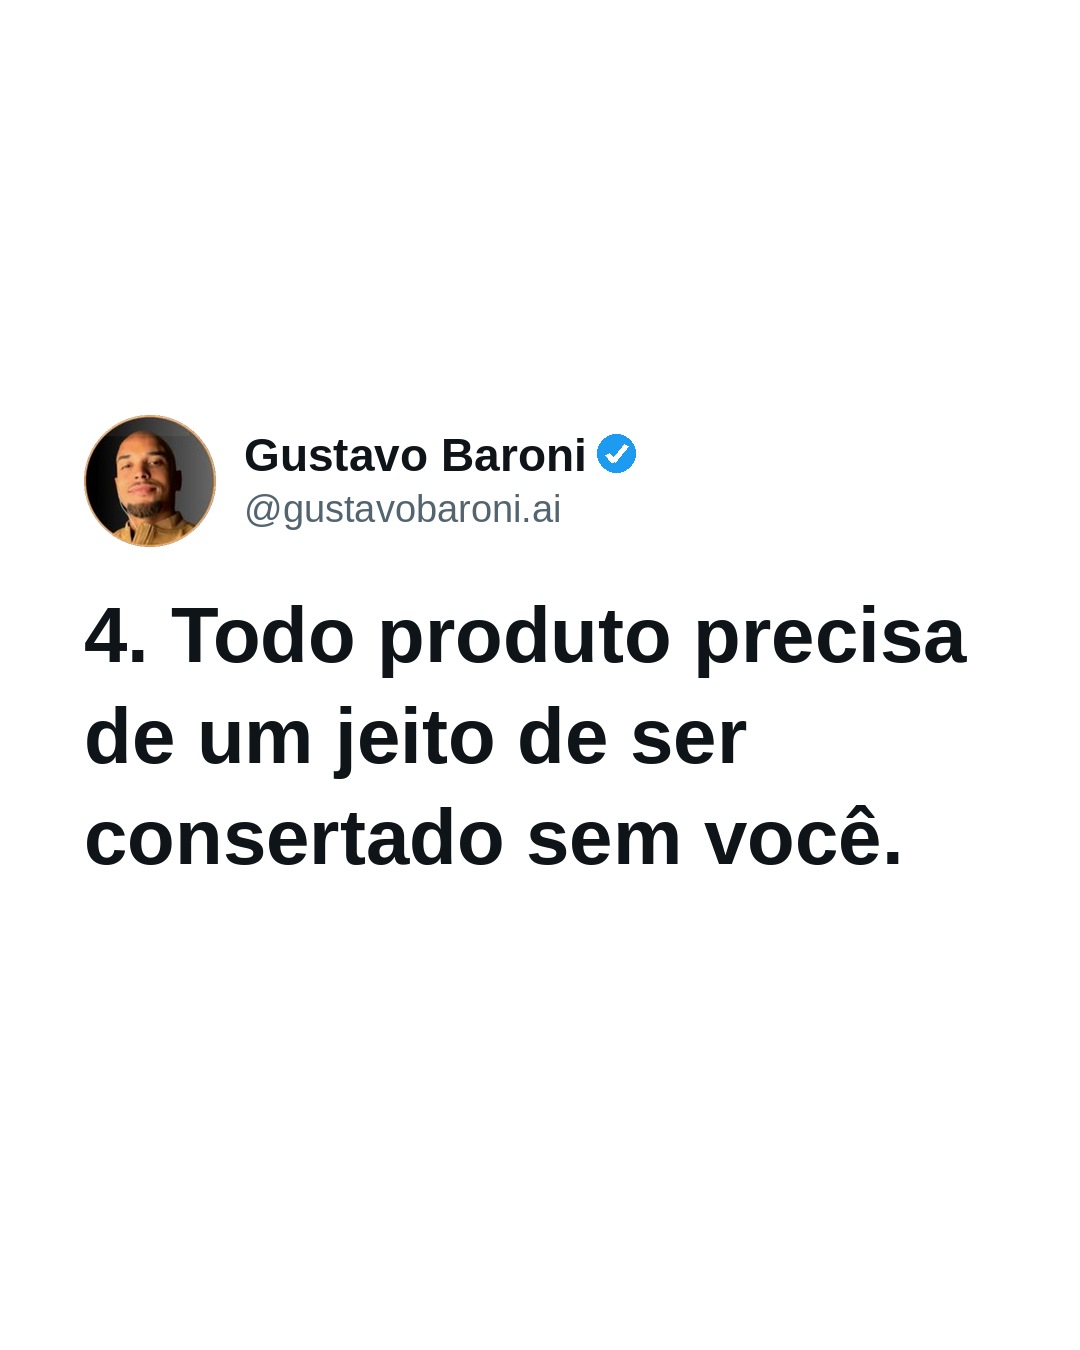 Gustavo Baroni
@gustavobaroni.ai
4. Todo produto precisa
de um jeito de ser
consertado sem você.